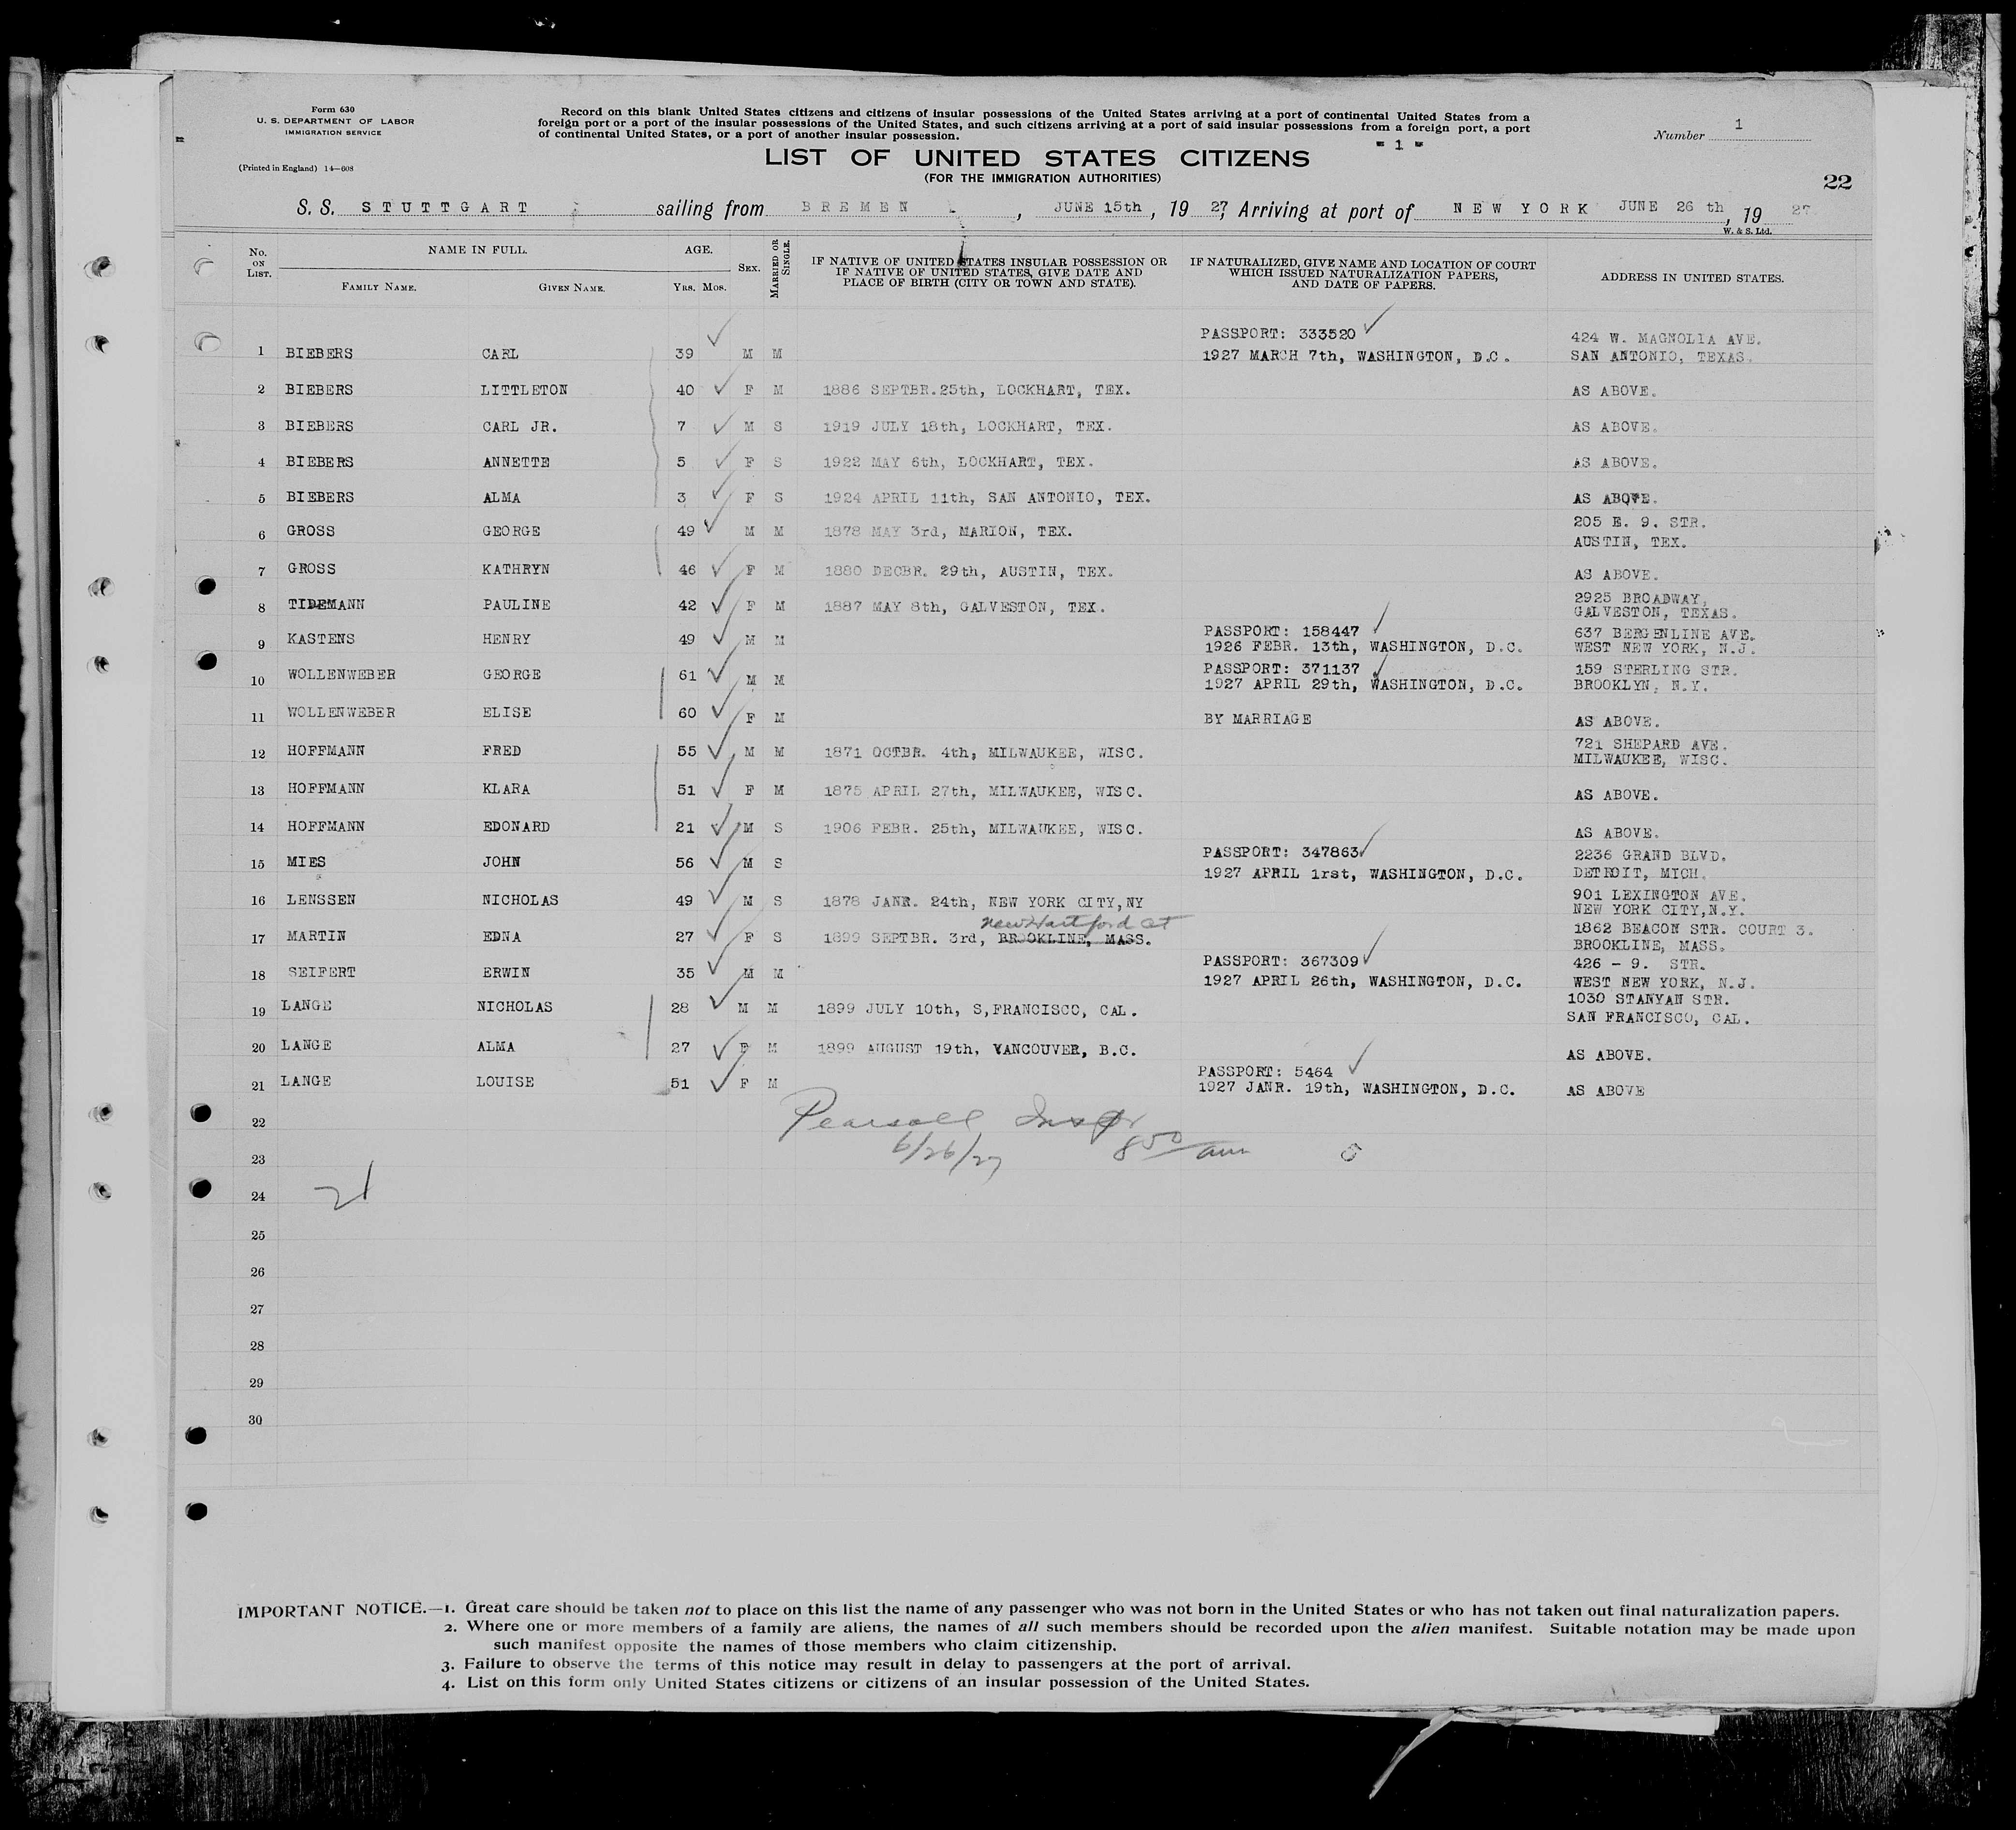 Form 630
U. S. DEPARTMENT OF LABOR
IMMIGRATION SERVICE
(Printed in England) 14—608
Record on this blank United States citizens and citizens of insular possessions of the United States arriving at a port of continental United States from a
foreign port or a port of the insular possessions of the United States, and such citizens arriving at a port of said insular possessions from a foreign port, a port
of continental United States, or a port of another insular possession.
Number 1
- 1 -
LIST OF UNITED STATES CITIZENS
(FOR THE IMMIGRATION AUTHORITIES)
22
S. S. STUTTGART sailing from BREMEN, JUNE 15th, 19 27, Arriving at port of NEW YORK JUNE 26 th, 19 27
W. & S. Ltd.
No. ON LIST. NAME IN FULL. FAMILY NAME. GIVEN NAME. AGE. YRS. MOS. SEX. MARRIED OR SINGLE. IF NATIVE OF UNITED STATES INSULAR POSSESSION OR IF NATIVE OF UNITED STATES, GIVE DATE AND PLACE OF BIRTH (CITY OR TOWN AND STATE). IF NATURALIZED, GIVE NAME AND LOCATION OF COURT WHICH ISSUED NATURALIZATION PAPERS, AND DATE OF PAPERS. ADDRESS IN UNITED STATES.
PASSPORT: 333520 424 W. MAGNOLIA AVE.
1 BIEBERS CARL 39 M M 1927 MARCH 7th, WASHINGTON, D.C. SAN ANTONIO, TEXAS.
2 BIEBERS LITTLETON 40 F M 1886 SEPTBR.25th, LOCKHART, TEX. AS ABOVE.
3 BIEBERS CARL JR. 7 M S 1919 JULY 18th, LOCKHART, TEX. AS ABOVE.
4 BIEBERS ANNETTE 5 F S 1922 MAY 6th, LOCKHART, TEX. AS ABOVE.
5 BIEBERS ALMA 3 F S 1924 APRIL 11th, SAN ANTONIO, TEX. AS ABOVE.
6 GROSS GEORGE 49 M M 1878 MAY 3rd, MARION, TEX. 205 E. 9. STR.
AUSTIN, TEX.
7 GROSS KATHRYN 46 F M 1880 DECBR. 29th, AUSTIN, TEX. AS ABOVE.
8 TIDEMANN PAULINE 42 F M 1887 MAY 8th, GALVESTON, TEX. 2925 BROADWAY,
GALVESTON, TEXAS.
9 KASTENS HENRY 49 M M PASSPORT: 158447 637 BERGENLINE AVE.
1926 FEBR. 13th, WASHINGTON, D.C. WEST NEW YORK, N.J.
10 WOLLENWEBER GEORGE 61 M M PASSPORT: 371137 159 STERLING STR.
1927 APRIL 29th, WASHINGTON, D.C. BROOKLYN, N.Y.
11 WOLLENWEBER ELISE 60 F M BY MARRIAGE AS ABOVE.
12 HOFFMANN FRED 55 M M 1871 OCTBR. 4th, MILWAUKEE, WISC. 721 SHEPARD AVE.
MILWAUKEE, WISC.
13 HOFFMANN KLARA 51 F M 1875 APRIL 27th, MILWAUKEE, WISC. AS ABOVE.
14 HOFFMANN EDONARD 21 M S 1906 FEBR. 25th, MILWAUKEE, WISC. AS ABOVE.
15 MIES JOHN 56 M S PASSPORT: 347863 2236 GRAND BLVD.
1927 APRIL 1rst, WASHINGTON, D.C. DETROIT, MICH.
16 LENSSEN NICHOLAS 49 M S 1878 JANR. 24th, NEW YORK CITY,NY 901 LEXINGTON AVE.
NEW YORK CITY,N.Y.
New Hartford Ct
17 MARTIN EDNA 27 F S 1899 SEPTBR. 3rd, BROOKLINE, MASS. 1862 BEACON STR. COURT 3.
BROOKLINE, MASS.
18 SEIFERT ERWIN 35 M M PASSPORT: 367309 426 - 9. STR.
1927 APRIL 26th, WASHINGTON, D.C. WEST NEW YORK, N.J.
19 LANGE NICHOLAS 28 M M 1899 JULY 10th, S,FRANCISCO, CAL. 1030 STANYAN STR.
SAN FRANCISCO, CAL.
20 LANGE ALMA 27 F M 1899 AUGUST 19th, VANCOUVER, B.C. AS ABOVE.
21 LANGE LOUISE 51 F M PASSPORT: 5464
1927 JANR. 19th, WASHINGTON, D.C. AS ABOVE
22 Pearsall Inspr
23 6/26/27 8 50 am
24 21
25
26
27
28
29
30
IMPORTANT NOTICE.—1. Great care should be taken not to place on this list the name of any passenger who was not born in the United States or who has not taken out final naturalization papers.
2. Where one or more members of a family are aliens, the names of all such members should be recorded upon the alien manifest. Suitable notation may be made upon
such manifest opposite the names of those members who claim citizenship.
3. Failure to observe the terms of this notice may result in delay to passengers at the port of arrival.
4. List on this form only United States citizens or citizens of an insular possession of the United States.